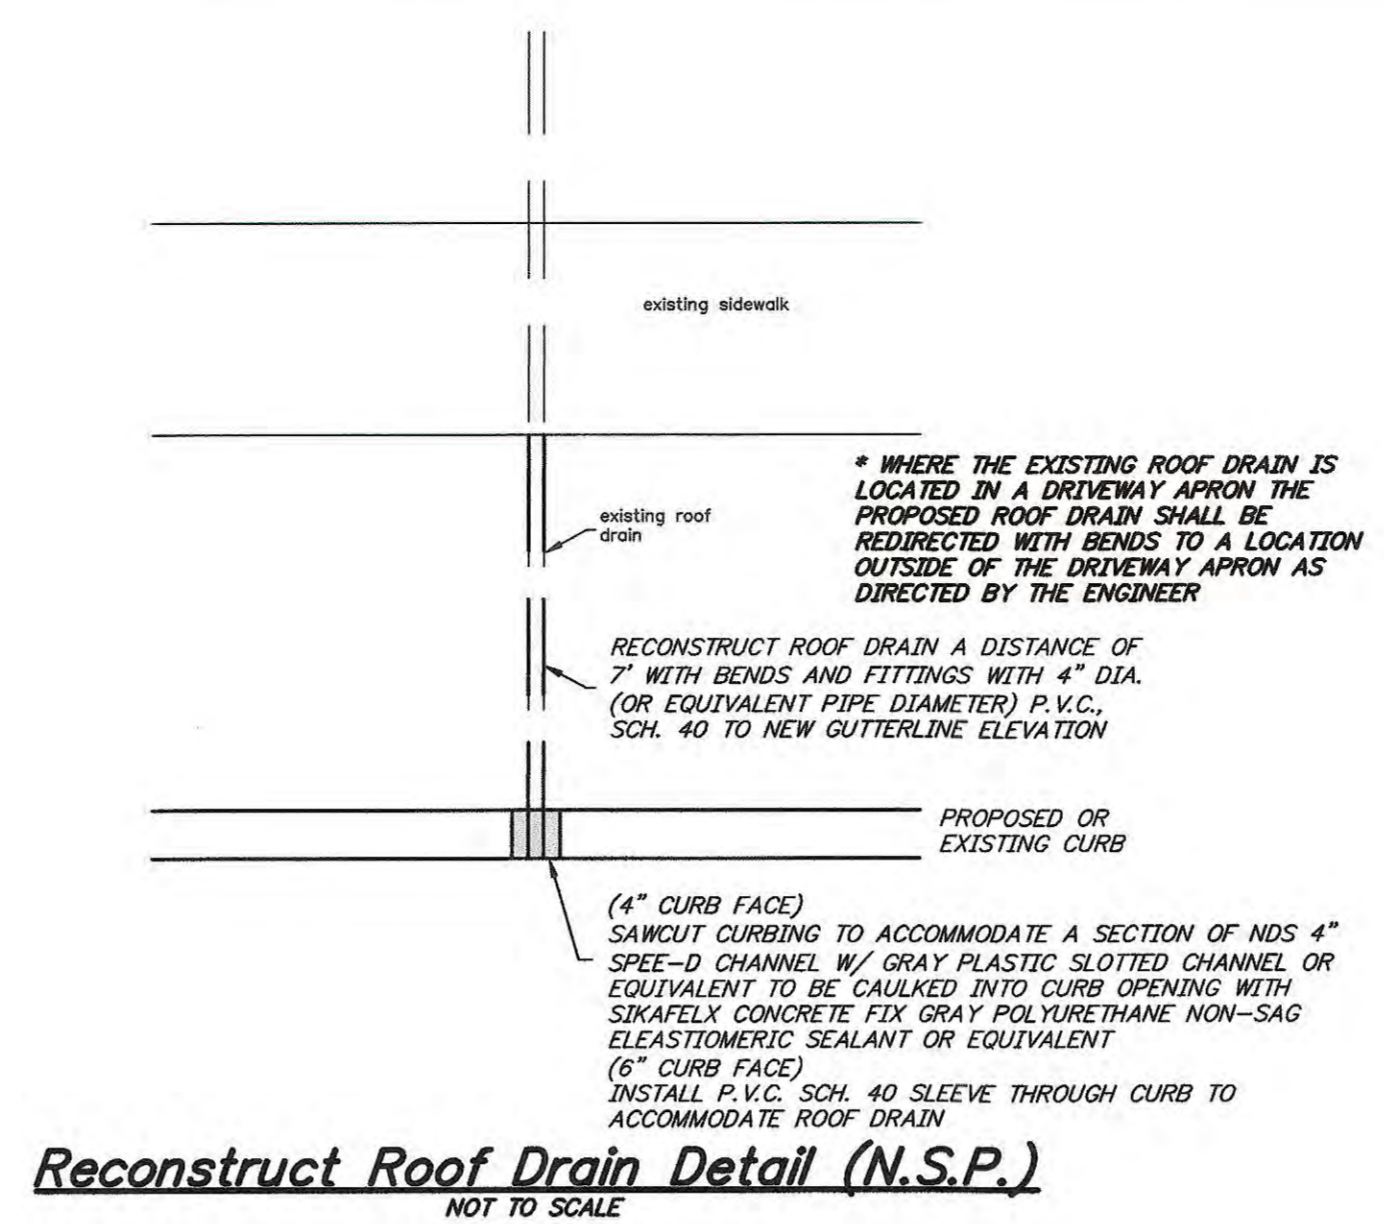 existing sidewalk
* WHERE THE EXISTING ROOF DRAIN IS
LOCATED IN A DRIVEWAY APRON THE
PROPOSED ROOF DRAIN SHALL BE
REDIRECTED WITH BENDS TO A LOCATION
OUTSIDE OF THE DRIVEWAY APRON AS
DIRECTED BY THE ENGINEER
existing roof
drain
RECONSTRUCT ROOF DRAIN A DISTANCE OF
7' WITH BENDS AND FITTINGS WITH 4" DIA.
(OR EQUIVALENT PIPE DIAMETER) P.V.C.,
SCH. 40 TO NEW GUTTERLINE ELEVATION
PROPOSED OR
EXISTING CURB
(4" CURB FACE)
SAWCUT CURBING TO ACCOMMODATE A SECTION OF NDS 4"
SPEE-D CHANNEL W/ GRAY PLASTIC SLOTTED CHANNEL OR
EQUIVALENT TO BE CAULKED INTO CURB OPENING WITH
SIKAFELX CONCRETE FIX GRAY POLYURETHANE NON-SAG
ELEASTIOMERIC SEALANT OR EQUIVALENT
(6" CURB FACE)
INSTALL P.V.C. SCH. 40 SLEEVE THROUGH CURB TO
ACCOMMODATE ROOF DRAIN
Reconstruct Roof Drain Detail (N.S.P.)
NOT TO SCALE